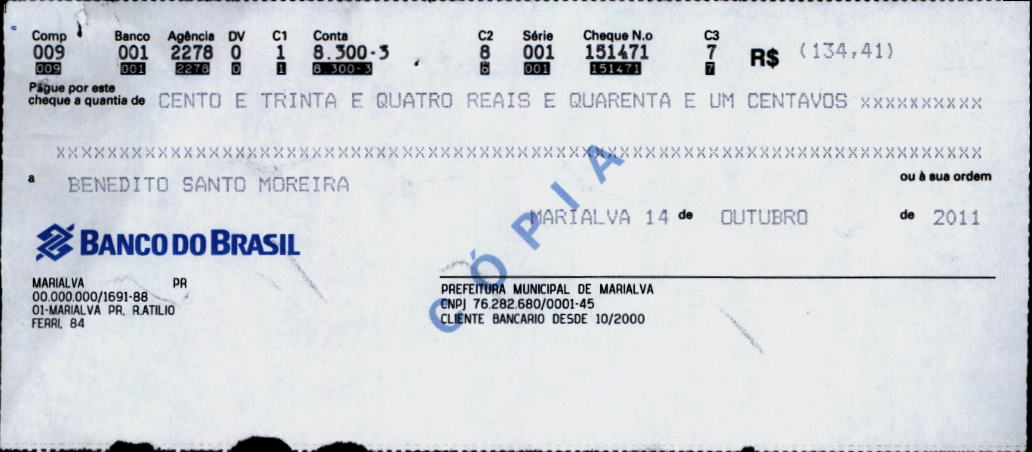 Comp Banco Agência DV C1 Conta C2 Série Cheque N.o C3
009 001 2278 0 1 8.300-3 8 001 151471 7 R$ (134,41)
009 001 2278 0 1 8.300-3 8 001 151471 7
Pague por este
cheque a quantia de CENTO E TRINTA E QUATRO REAIS E QUARENTA E UM CENTAVOS XXXXXXXXXX
XXXXXXXXXXXXXXXXXXXXXXXXXXXXXXXXXXXXXXXXXXXXXXXXXXXXXXXXXXXXXXXXXXXXXXXXXXXXXXXX
a BENEDITO SANTO MOREIRA ou à sua ordem
MARIALVA 14 de OUTUBRO de 2011
CÓPIA
BANCO DO BRASIL
MARIALVA PR
00.000.000/1691-88
01-MARIALVA PR, R.ATILIO
FERRI, 84
PREFEITURA MUNICIPAL DE MARIALVA
CNPJ 76.282.680/0001-45
CLIENTE BANCARIO DESDE 10/2000